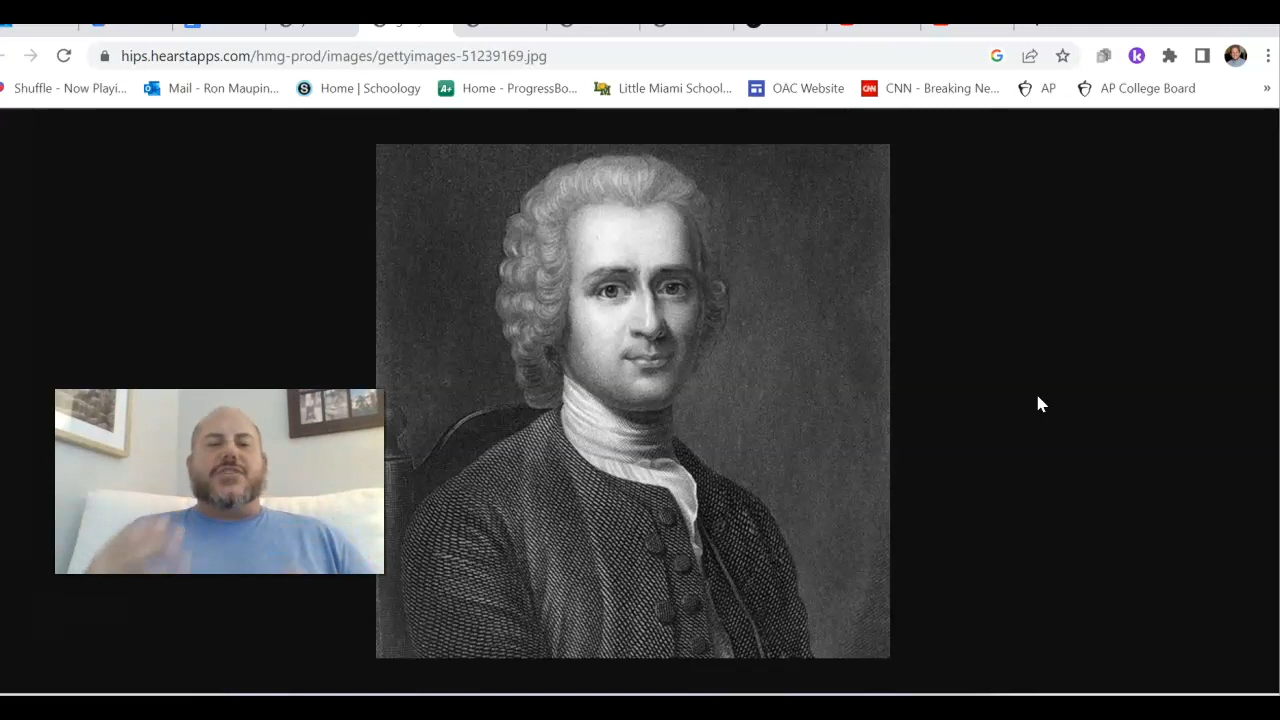 hips.hearstapps.com/hmg-prod/images/gettyimages-51239169.jpg
Shuffle - Now Playi... Mail - Ron Maupin... S Home | Schoology A+ Home - ProgressBo... Little Miami School... OAC Website CNN CNN - Breaking Ne... AP AP College Board »